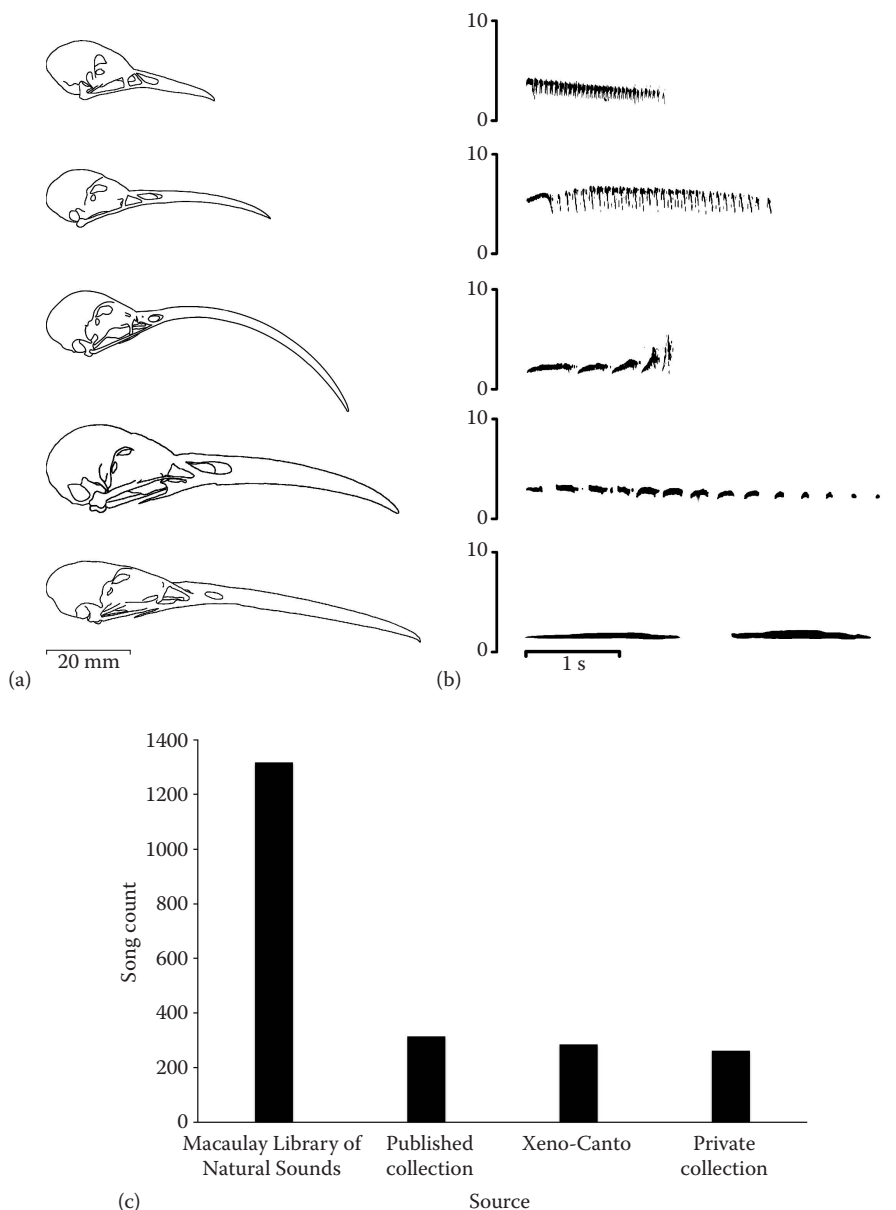 10
0
10
0
10
0
10
0
10
0
20 mm
1 s
(a)
(b)
1400
1200
1000
800
600
400
200
0
Song count
Macaulay Library of
Natural Sounds
Published
collection
Xeno-Canto
Private
collection
(c)
Source